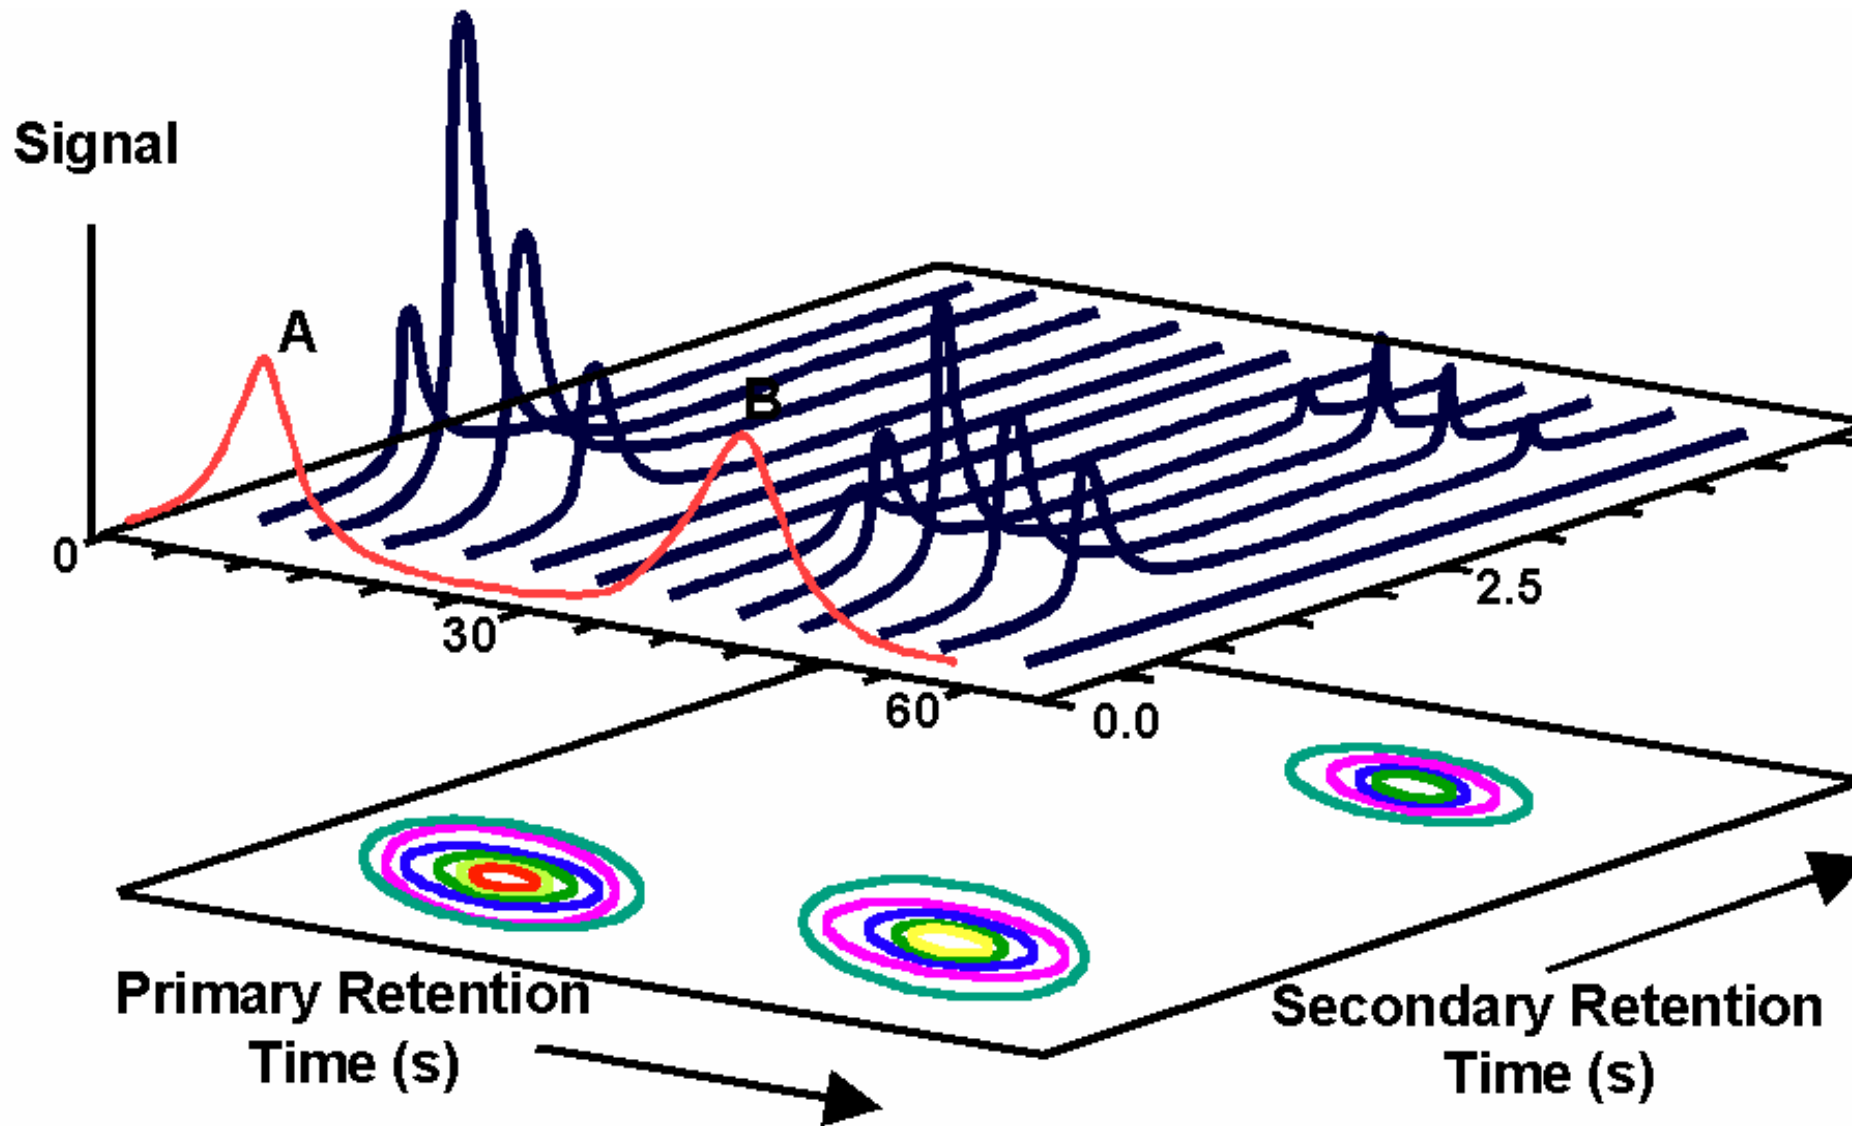 Signal
A
B
0
30
60
0.0
2.5
Primary Retention
Time (s)
Secondary Retention
Time (s)